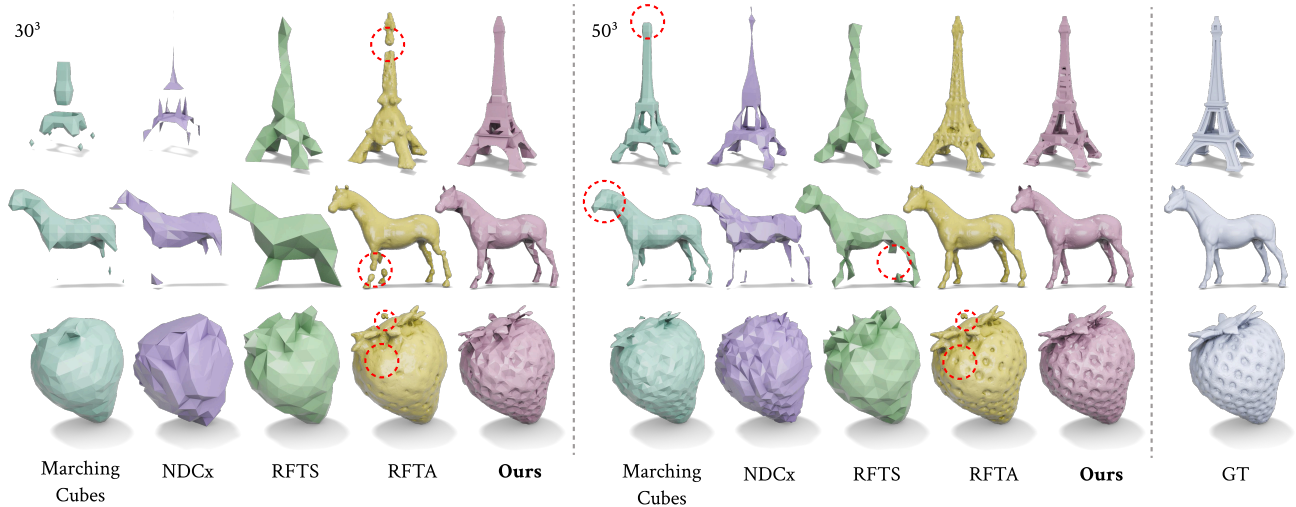 30³
50³
Marching
Cubes
NDCx
RFTS
RFTA
Ours
Marching
Cubes
NDCx
RFTS
RFTA
Ours
GT